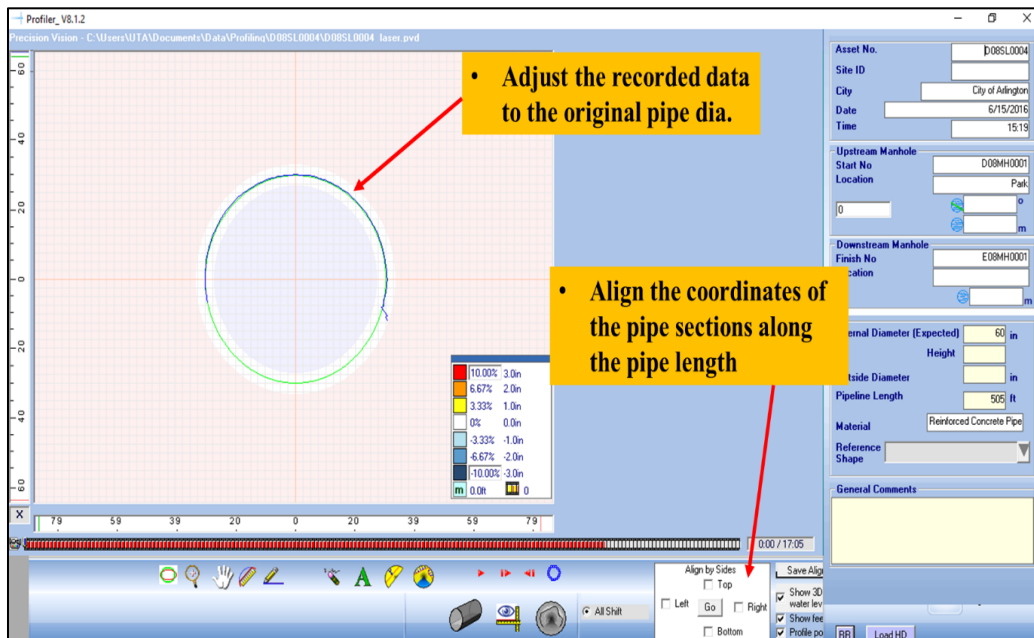 Profiler_ V8.1.2
Precision Vision - C:\Users\UTA\Documents\Data\Profiling\D08SL0004\D08SL0004 laser.pvd
• Adjust the recorded data
to the original pipe dia.
60
40
20
0
20
40
60
• Align the coordinates of
the pipe sections along
the pipe length
10.00% 3.0in
6.67% 2.0in
3.33% 1.0in
0% 0.0in
-3.33% -1.0in
-6.67% -2.0in
-10.00% -3.0in
m 0.0ft 0
X
79 59 39 20 0 20 39 59 79
0:00 / 17:05
Asset No. D08SL0004
Site ID
City City of Arlington
Date 6/15/2016
Time 15:19
Upstream Manhole
Start No D08MH0001
Location Park
0 °
m
Downstream Manhole
Finish No E08MH0001
ocation
m
ernal Diameter (Expected) 60 in
Height
utside Diameter in
Pipeline Length 505 ft
Material Reinforced Concrete Pipe
Reference
Shape
General Comments
A
All Shift
Align by Sides
Top
Left Go Right
Bottom
Save Align
Show 3D
water lev
Show fee
Profile po
BB Load HD